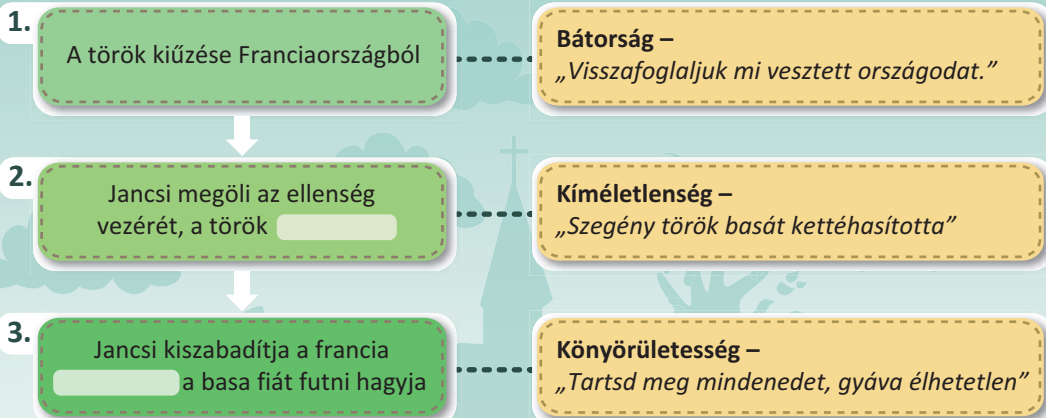 1.
A török kiűzése Franciaországból
Bátorság –
„Visszafoglaljuk mi vesztett országodat.”
2.
Jancsi megöli az ellenség
vezérét, a török
Kíméletlenség –
„Szegény török basát kettéhasította”
3.
Jancsi kiszabadítja a francia
a basa fiát futni hagyja
Könyörületesség –
„Tartsd meg mindenedet, gyáva élhetetlen”